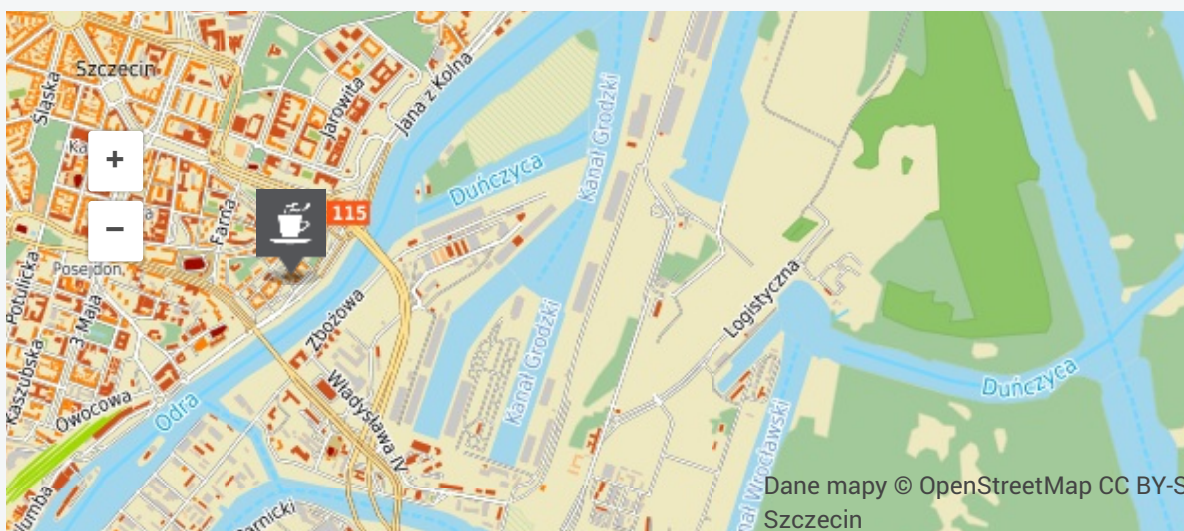 Szczecin
Śląska
Jarowita
Jana z Kolna
Duńczyca
Kanał Grodzki
115
Farna
Posejdon
Potulicka
3 Maja
Zbożowa
Logistyczna
Kanał Grodzki
Kaszubska
Owocowa
Odra
Władysława IV
Duńczyca
Dane mapy © OpenStreetMap CC BY-S
Szczecin
+
−